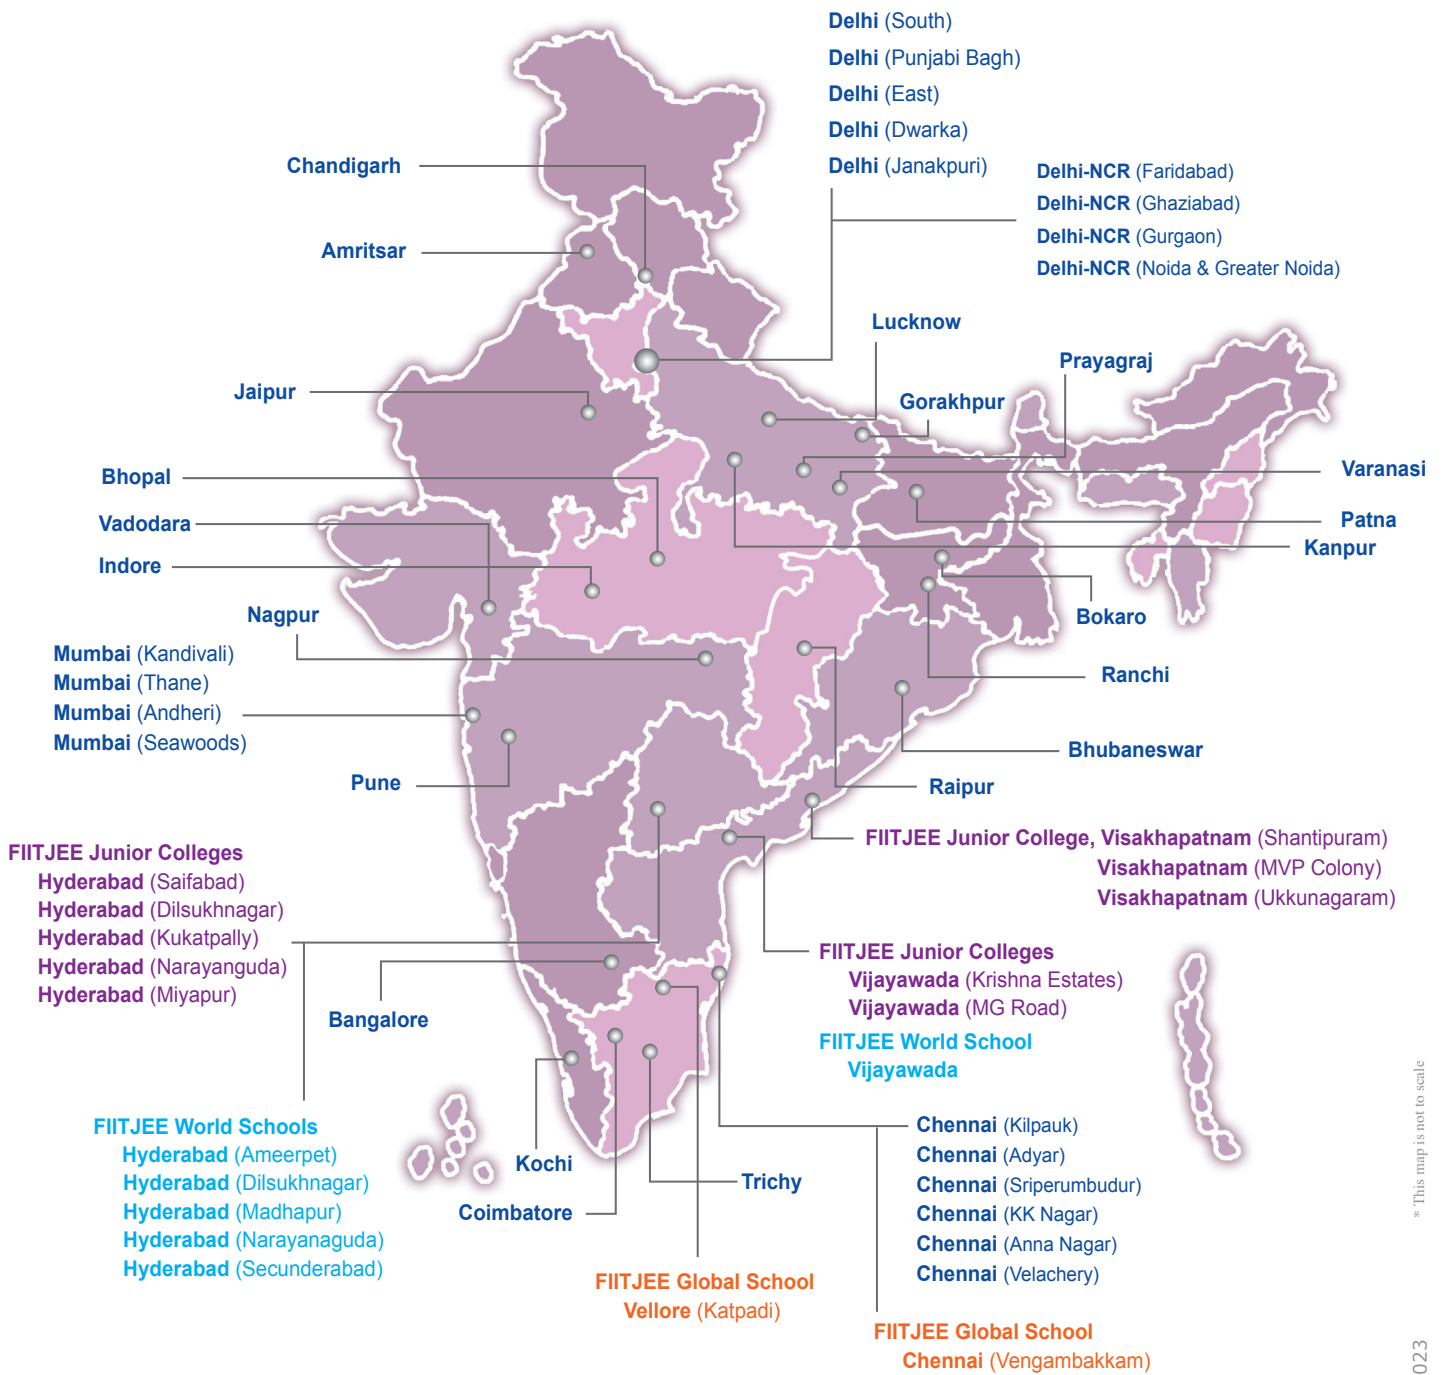 Delhi (South)
Delhi (Punjabi Bagh)
Delhi (East)
Delhi (Dwarka)
Delhi (Janakpuri)
Delhi-NCR (Faridabad)
Delhi-NCR (Ghaziabad)
Delhi-NCR (Gurgaon)
Delhi-NCR (Noida & Greater Noida)
Chandigarh
Amritsar
Lucknow
Prayagraj
Jaipur
Gorakhpur
Bhopal
Varanasi
Vadodara
Patna
Kanpur
Indore
Nagpur
Bokaro
Mumbai (Kandivali)
Mumbai (Thane)
Mumbai (Andheri)
Mumbai (Seawoods)
Ranchi
Bhubaneswar
Pune
Raipur
FIITJEE Junior College, Visakhapatnam (Shantipuram)
Visakhapatnam (MVP Colony)
Visakhapatnam (Ukkunagaram)
FIITJEE Junior Colleges
Hyderabad (Saifabad)
Hyderabad (Dilsukhnagar)
Hyderabad (Kukatpally)
Hyderabad (Narayanguda)
Hyderabad (Miyapur)
FIITJEE Junior Colleges
Vijayawada (Krishna Estates)
Vijayawada (MG Road)
FIITJEE World School
Vijayawada
Bangalore
FIITJEE World Schools
Hyderabad (Ameerpet)
Hyderabad (Dilsukhnagar)
Hyderabad (Madhapur)
Hyderabad (Narayanaguda)
Hyderabad (Secunderabad)
Kochi
Coimbatore
Trichy
Chennai (Kilpauk)
Chennai (Adyar)
Chennai (Sriperumbudur)
Chennai (KK Nagar)
Chennai (Anna Nagar)
Chennai (Velachery)
FIITJEE Global School
Vellore (Katpadi)
FIITJEE Global School
Chennai (Vengambakkam)
* This map is not to scale
023